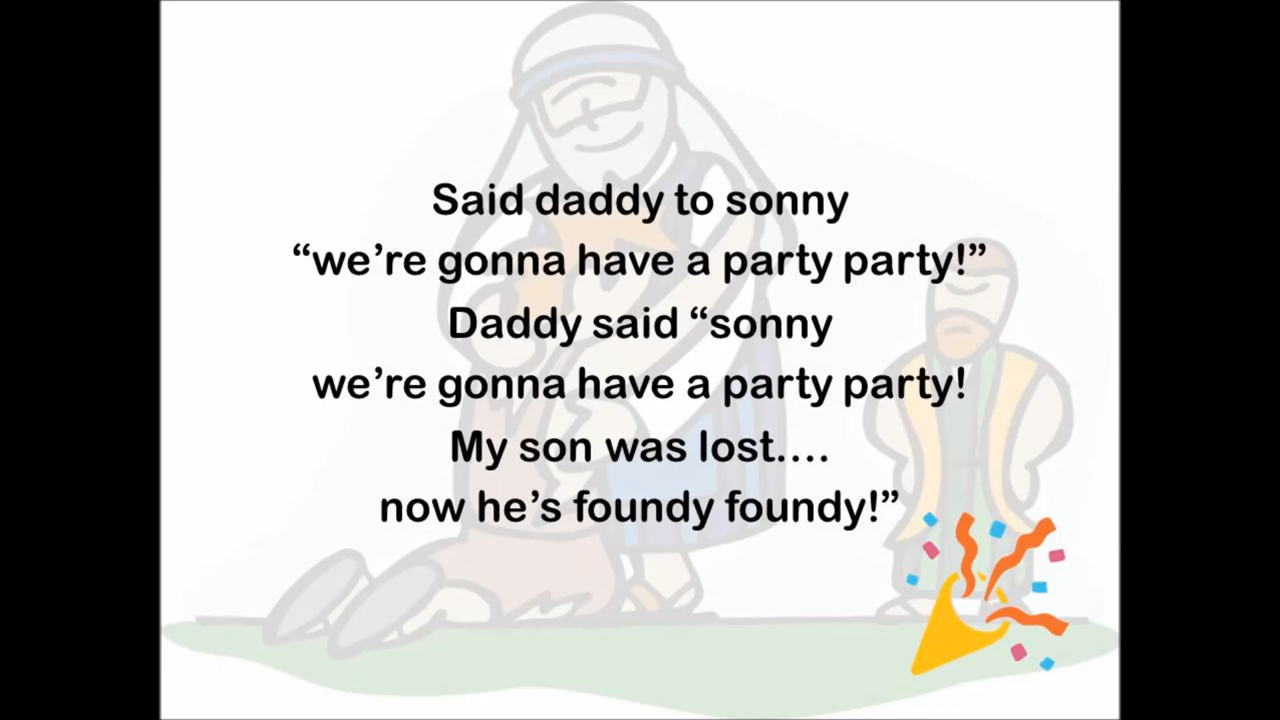 Said daddy to sonny
“we’re gonna have a party party!”
Daddy said “sonny
we’re gonna have a party party!
My son was lost….
now he’s foundy foundy!”